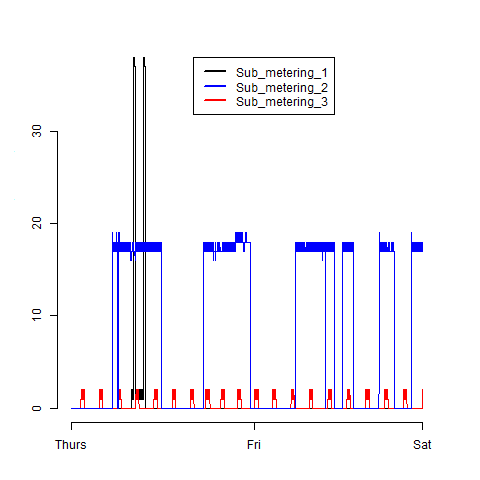 Sub_metering_1
Sub_metering_2
Sub_metering_3
30
20
10
0
Thurs Fri Sat